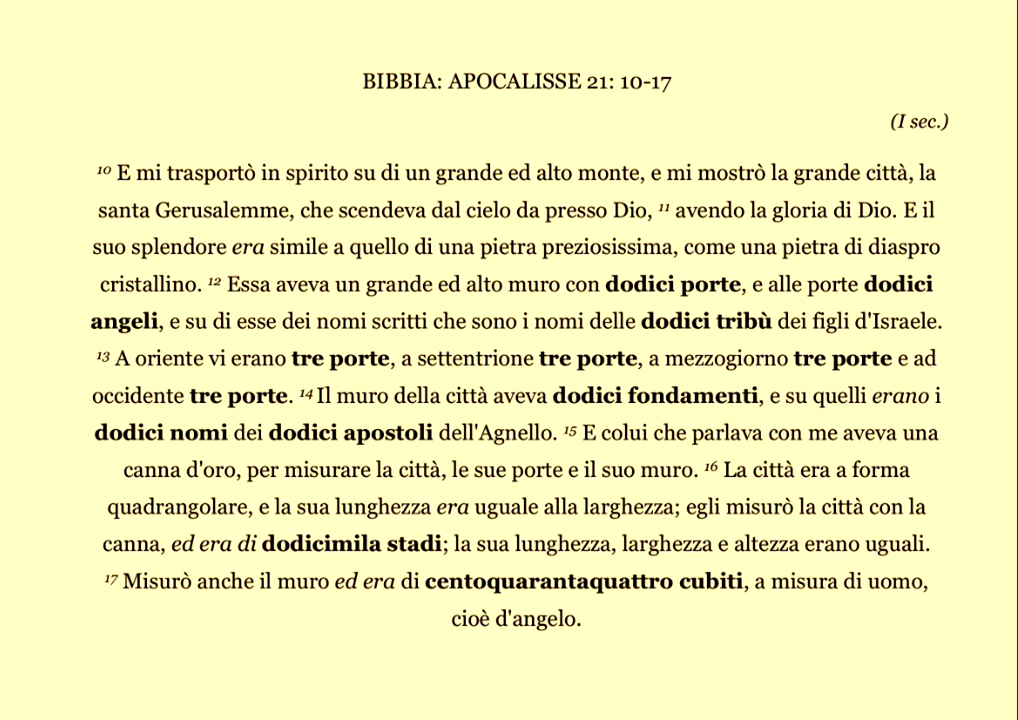 BIBBIA: APOCALISSE 21: 10-17
(I sec.)
10 E mi trasportò in spirito su di un grande ed alto monte, e mi mostrò la grande città, la
santa Gerusalemme, che scendeva dal cielo da presso Dio, 11 avendo la gloria di Dio. E il
suo splendore era simile a quello di una pietra preziosissima, come una pietra di diaspro
cristallino. 12 Essa aveva un grande ed alto muro con dodici porte, e alle porte dodici
angeli, e su di esse dei nomi scritti che sono i nomi delle dodici tribù dei figli d'Israele.
13 A oriente vi erano tre porte, a settentrione tre porte, a mezzogiorno tre porte e ad
occidente tre porte. 14 Il muro della città aveva dodici fondamenti, e su quelli erano i
dodici nomi dei dodici apostoli dell'Agnello. 15 E colui che parlava con me aveva una
canna d'oro, per misurare la città, le sue porte e il suo muro. 16 La città era a forma
quadrangolare, e la sua lunghezza era uguale alla larghezza; egli misurò la città con la
canna, ed era di dodicimila stadi; la sua lunghezza, larghezza e altezza erano uguali.
17 Misurò anche il muro ed era di centoquarantaquattro cubiti, a misura di uomo,
cioè d'angelo.